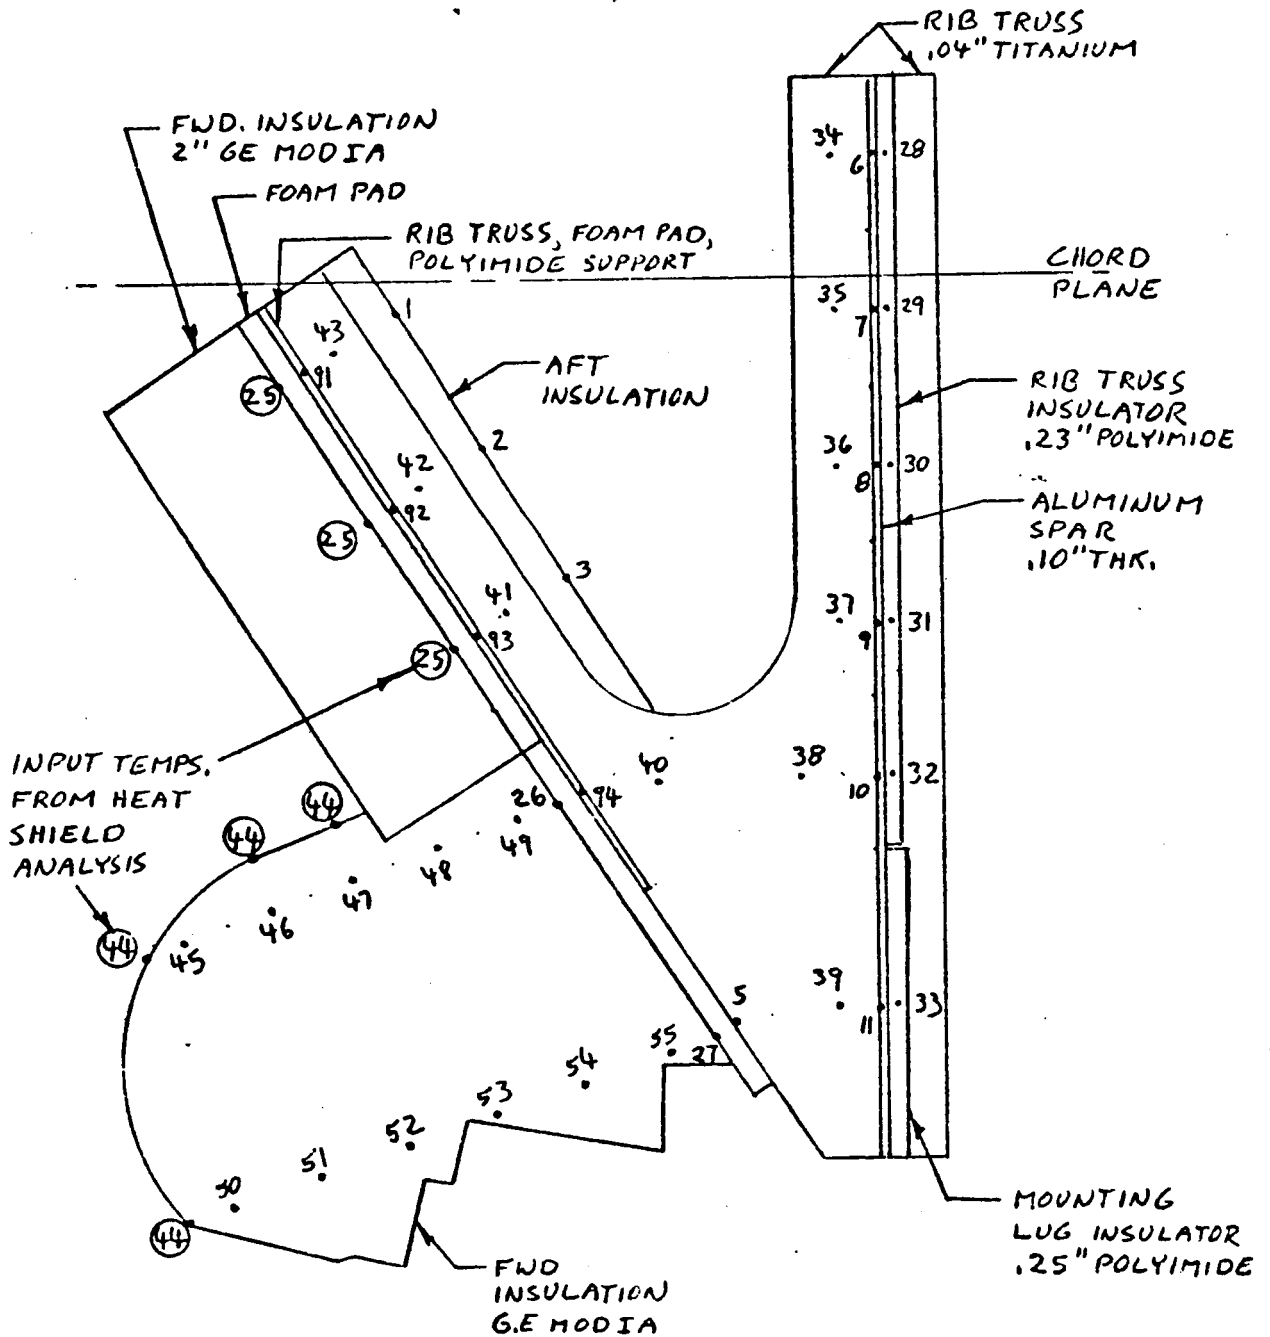 RIB TRUSS
.04" TITANIUM
FWD. INSULATION
2" GE MOD IA
FOAM PAD
RIB TRUSS, FOAM PAD,
POLYIMIDE SUPPORT
CHORD
PLANE
34
6
28
35
7
29
1
43
91
25
AFT
INSULATION
RIB TRUSS
INSULATOR
.23" POLYIMIDE
2
42
92
25
36
8
30
ALUMINUM
SPAR
.10" THK.
3
41
93
25
37
9
31
INPUT TEMPS.
FROM HEAT
SHIELD
ANALYSIS
40
38
10
32
94
26
49
48
47
46
45
44
44
44
39
11
33
5
27
55
54
53
52
51
50
44
MOUNTING
LUG INSULATOR
.25" POLYIMIDE
FWD
INSULATION
G.E MOD IA